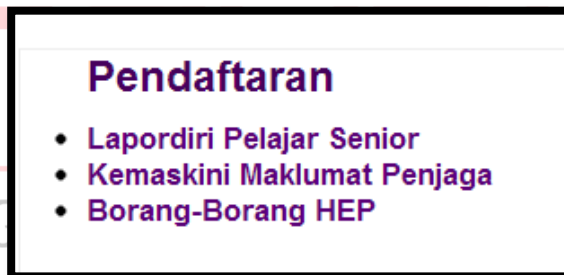 Pendaftaran
Lapordiri Pelajar Senior
Kemaskini Maklumat Penjaga
Borang-Borang HEP